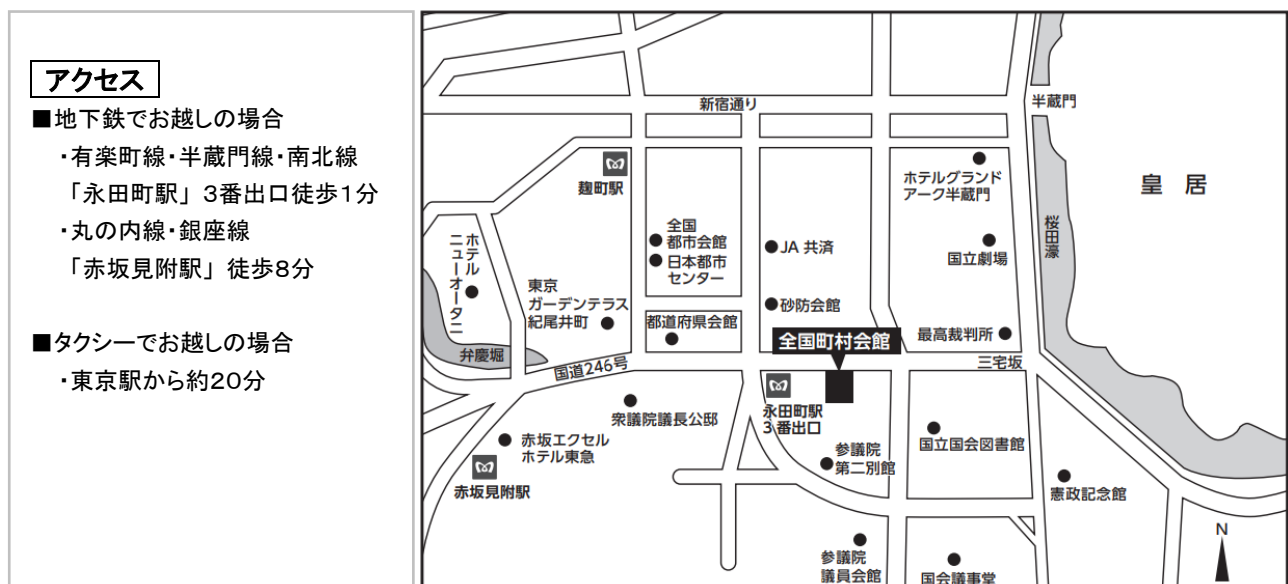 アクセス
■地下鉄でお越しの場合
・有楽町線・半蔵門線・南北線
「永田町駅」 3番出口徒歩1分
・丸の内線・銀座線
「赤坂見附駅」 徒歩8分
■タクシーでお越しの場合
・東京駅から約20分
新宿通り
半蔵門
麹町駅
ホテルグランド
アーク半蔵門
皇 居
桜田濠
全国
都市会館
日本都市
センター
JA 共済
国立劇場
ホテル
ニューオータニ
東京
ガーデンテラス
紀尾井町
砂防会館
都道府県会館
全国町村会館
最高裁判所
弁慶堀
国道246号
三宅坂
永田町駅
3番出口
衆議院議長公邸
赤坂エクセル
ホテル東急
赤坂見附駅
参議院
第二別館
国立国会図書館
憲政記念館
参議院
議員会館
国会議事堂
N